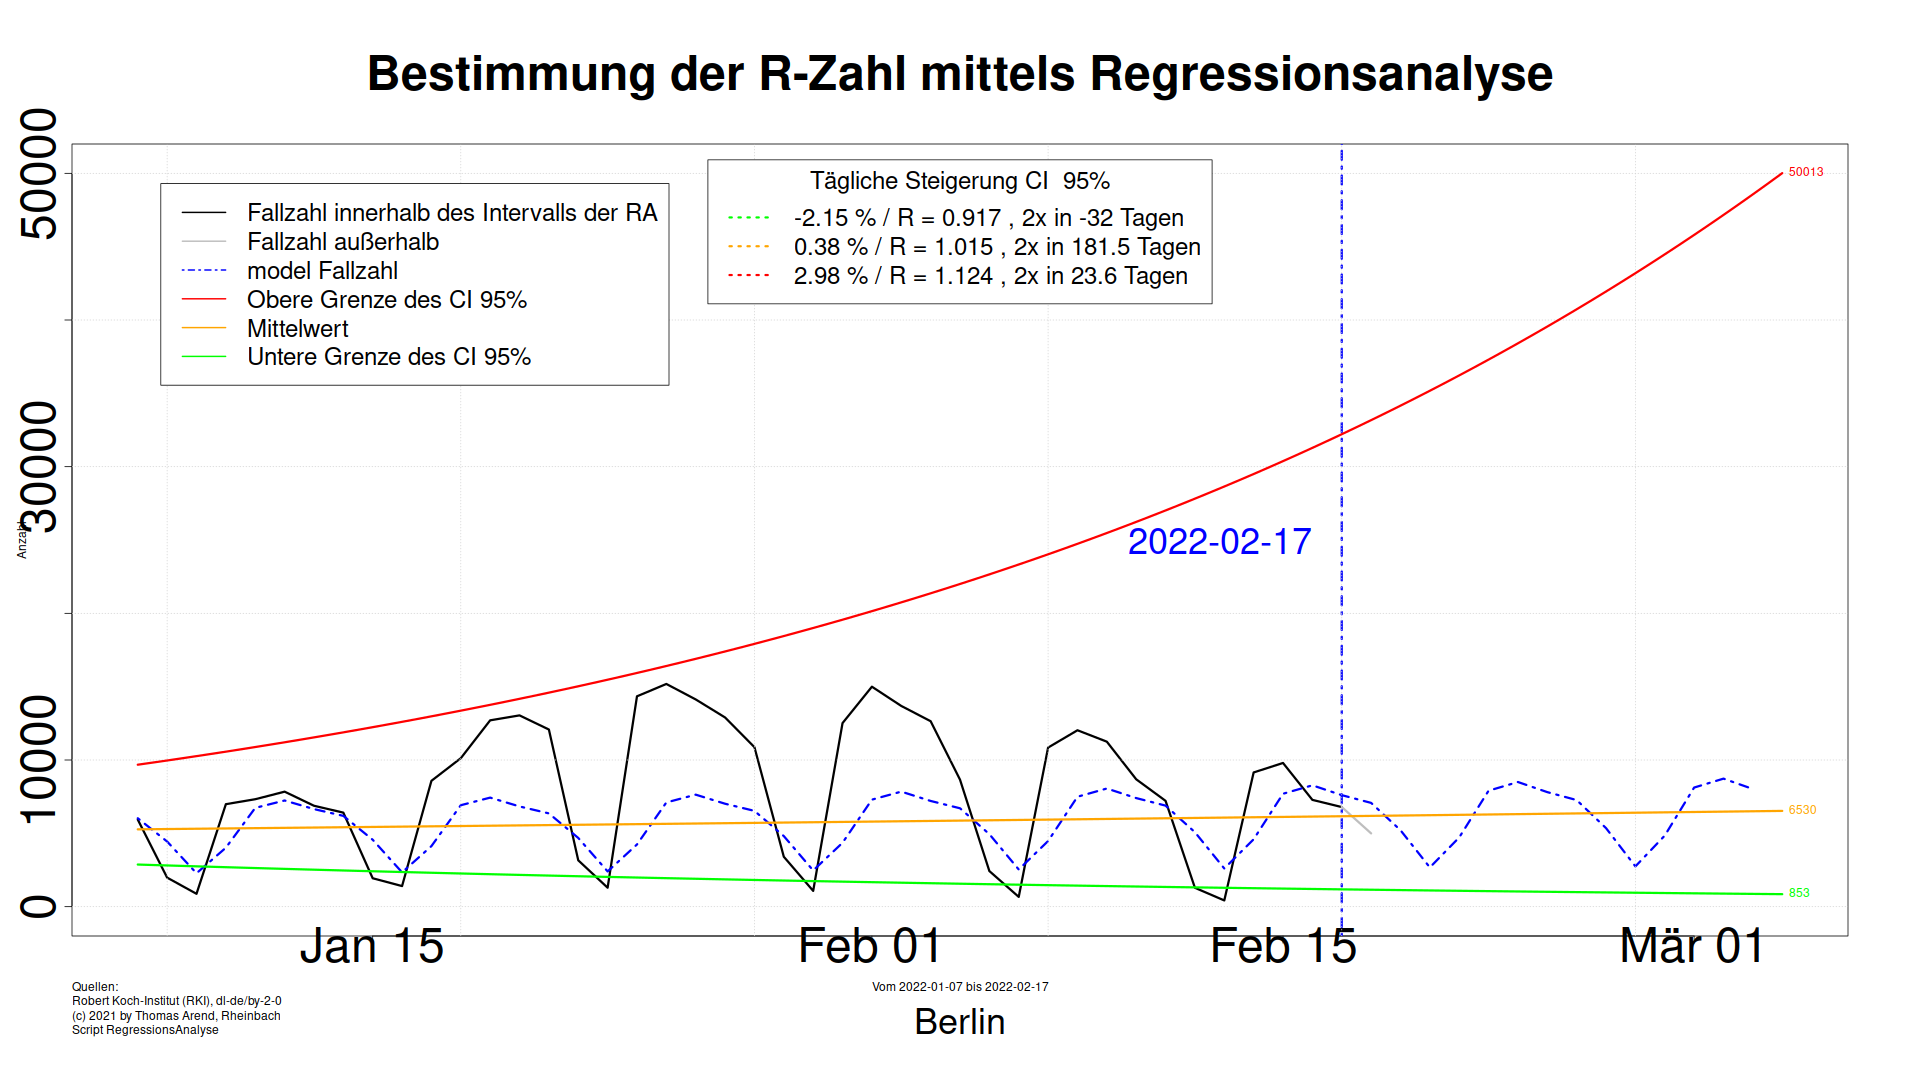 Bestimmung der R-Zahl mittels Regressionsanalyse
50000
30000
10000
0
Anzahl
Fallzahl innerhalb des Intervalls der RA
Fallzahl außerhalb
model Fallzahl
Obere Grenze des CI 95%
Mittelwert
Untere Grenze des CI 95%
Tägliche Steigerung CI  95%
-2.15 % / R = 0.917 , 2x in -32 Tagen
0.38 % / R = 1.015 , 2x in 181.5 Tagen
2.98 % / R = 1.124 , 2x in 23.6 Tagen
50013
2022-02-17
6530
853
Jan 15
Feb 01
Feb 15
Mär 01
Quellen:
Robert Koch-Institut (RKI), dl-de/by-2-0
(c) 2021 by Thomas Arend, Rheinbach
Script RegressionsAnalyse
Vom 2022-01-07 bis 2022-02-17
Berlin